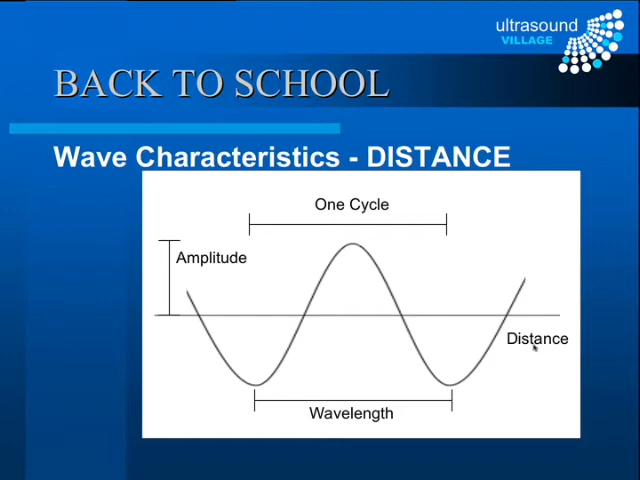 ultrasound
VILLAGE
BACK TO SCHOOL
Wave Characteristics - DISTANCE
One Cycle
Amplitude
Distance
Wavelength